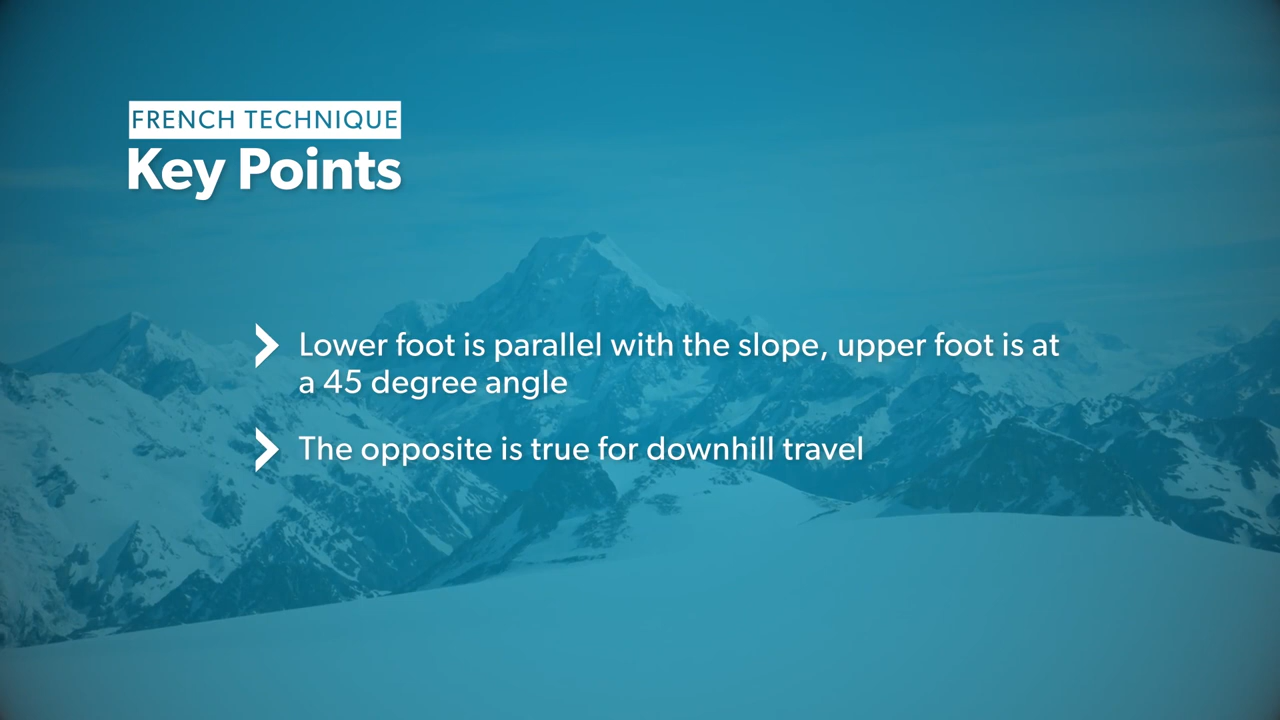 FRENCH TECHNIQUE
Key Points
Lower foot is parallel with the slope, upper foot is at
a 45 degree angle
The opposite is true for downhill travel